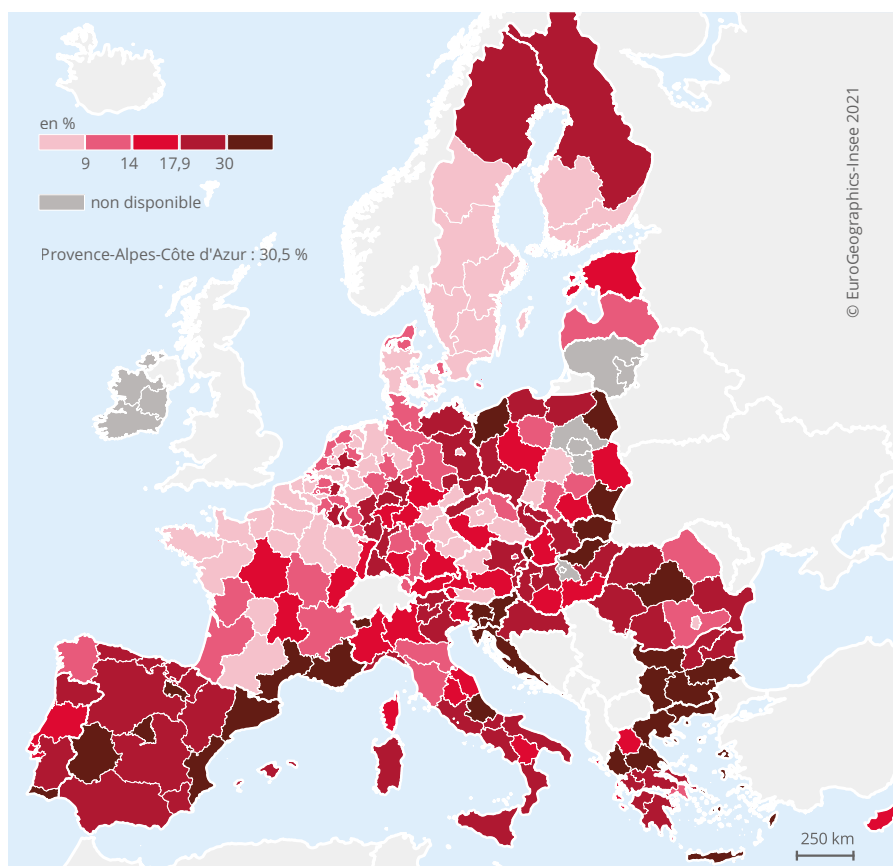 en %
9 14 17,9 30
non disponible
Provence-Alpes-Côte d'Azur : 30,5 %
© EuroGeographics-Insee 2021
250 km